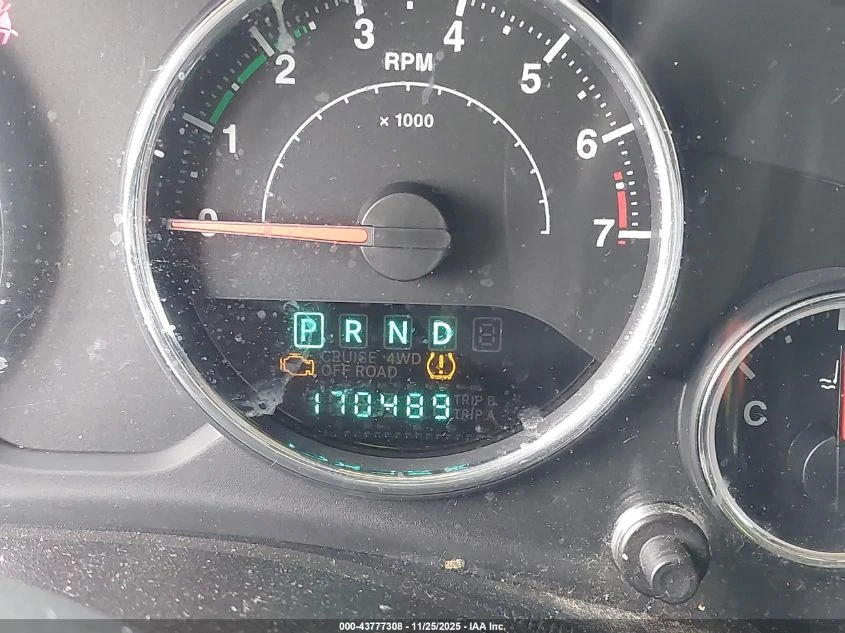 3 4
2 RPM 5
1 × 1000 6
0 7
P R N D 8
CRUISE 4WD
OFF ROAD
170489 TRIP B
TRIP A
C
000-43777308 - 11/25/2025 - IAA Inc.